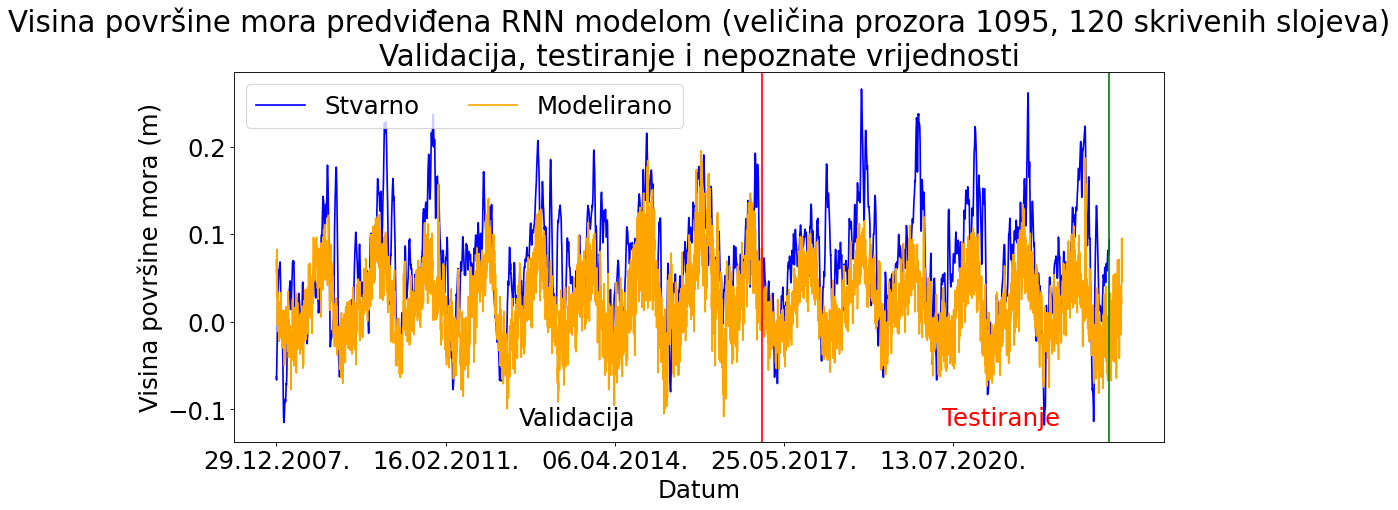 Visina površine mora predviđena RNN modelom (veličina prozora 1095, 120 skrivenih slojeva)
Validacija, testiranje i nepoznate vrijednosti
Stvarno
Modelirano
Visina površine mora (m)
0.2
0.1
0.0
−0.1
Validacija
Testiranje
29.12.2007.
16.02.2011.
06.04.2014.
25.05.2017.
13.07.2020.
Datum